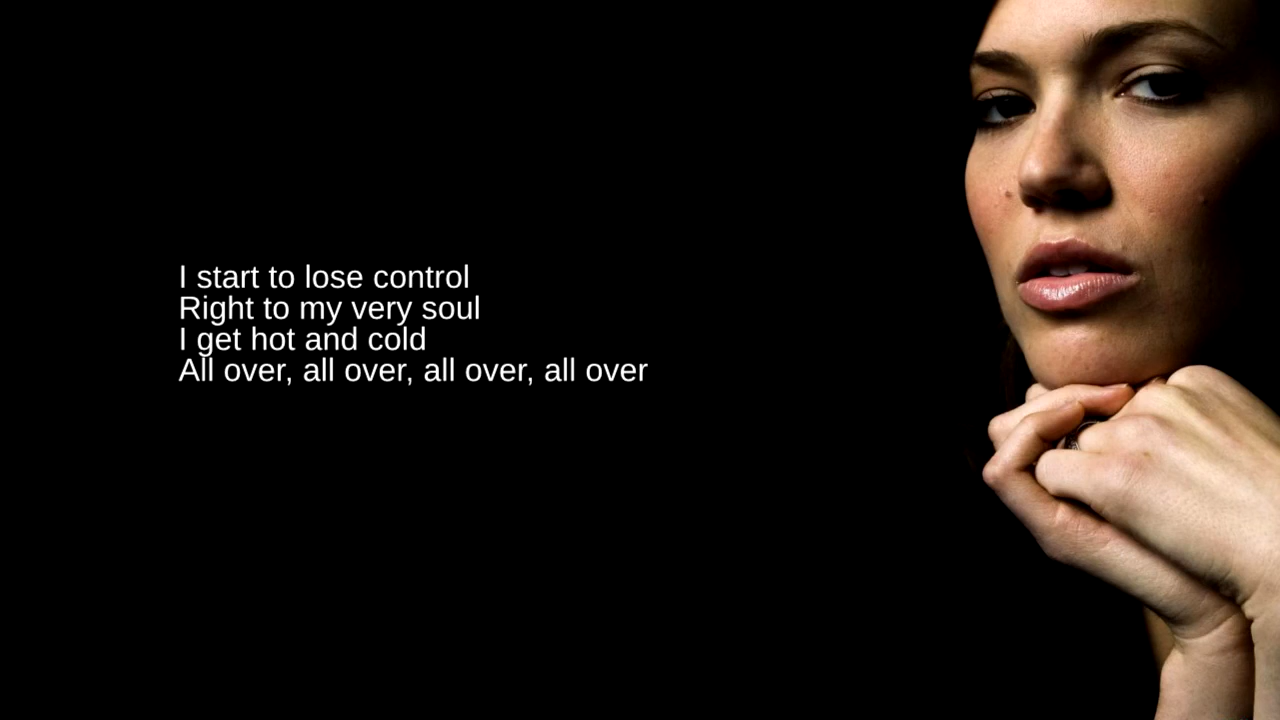 I start to lose control
Right to my very soul
I get hot and cold
All over, all over, all over, all over